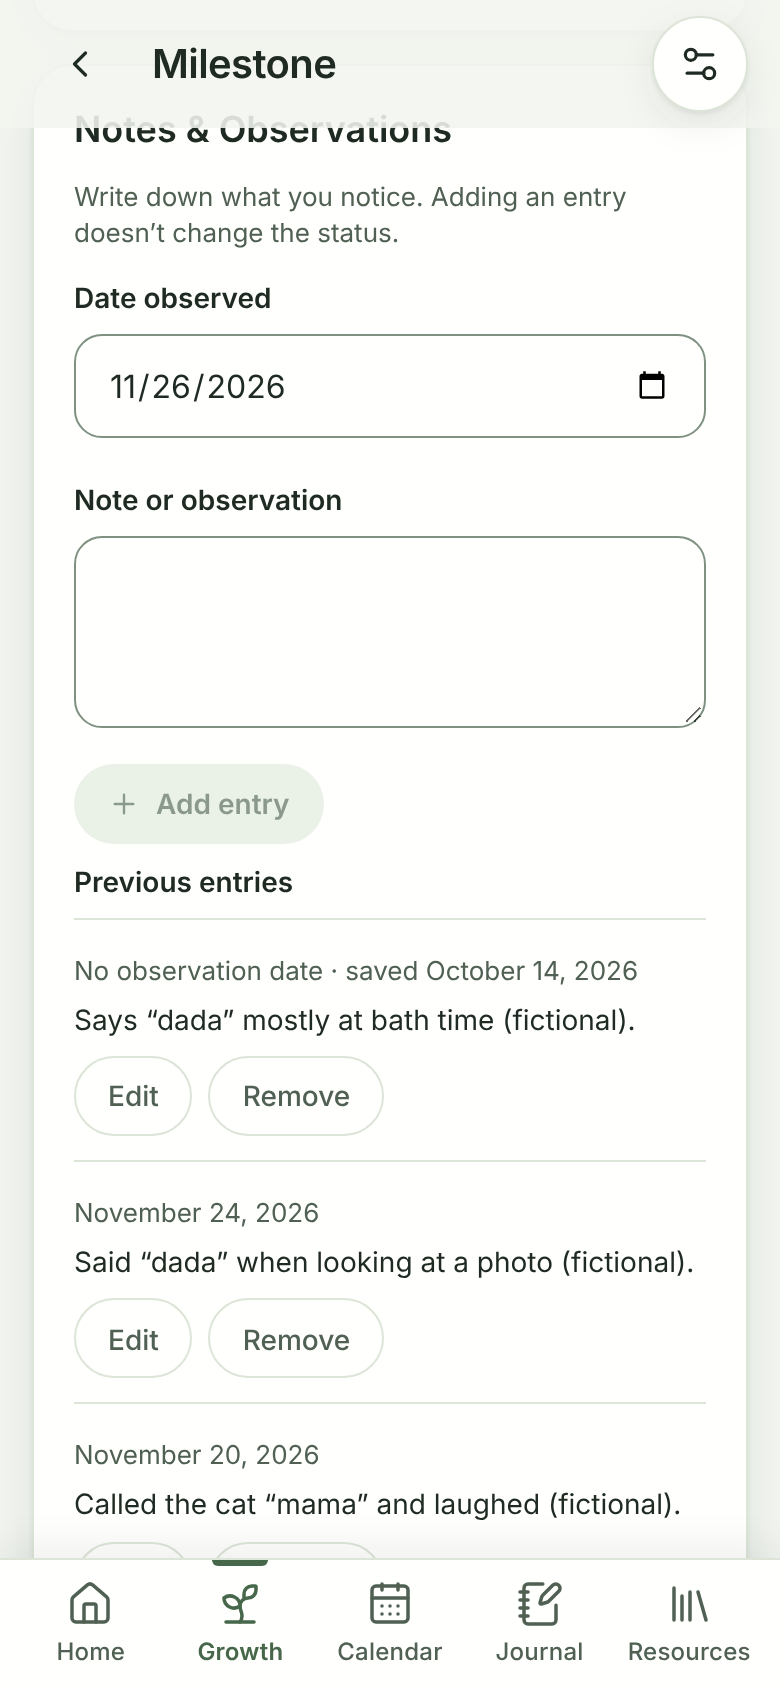 Milestone
Notes & Observations
Write down what you notice. Adding an entry
doesn’t change the status.
Date observed
11/26/2026
Note or observation
Add entry
Previous entries
No observation date · saved October 14, 2026
Says “dada” mostly at bath time (fictional).
Edit Remove
November 24, 2026
Said “dada” when looking at a photo (fictional).
Edit Remove
November 20, 2026
Called the cat “mama” and laughed (fictional).
Home Growth Calendar Journal Resources